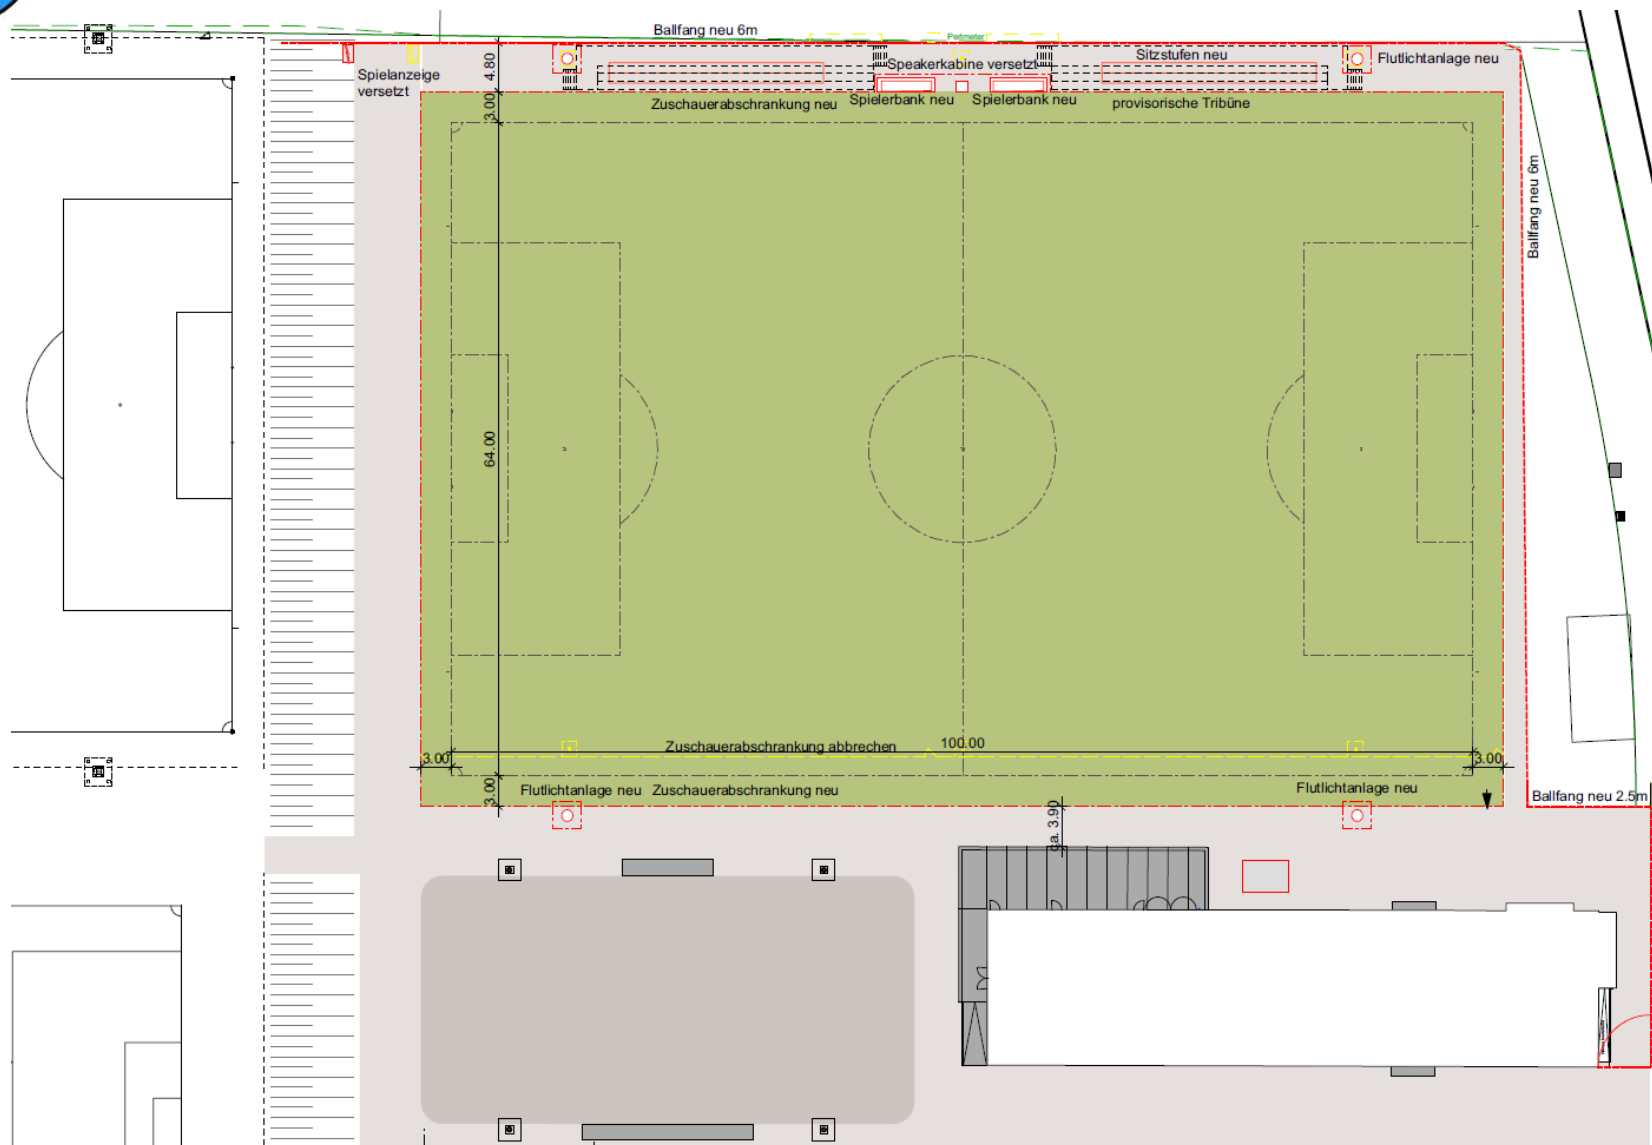 Ballfang neu 6m
Perimeter
Spielanzeige
versetzt
4.80
Speakerkabine versetzt
Sitzstufen neu
Flutlichtanlage neu
3.00
Zuschauerabschrankung neu
Spielerbank neu
Spielerbank neu
provisorische Tribüne
Ballfang neu 6m
64.00
Zuschauerabschrankung abbrechen
100.00
3.00
3.00
3.00
Flutlichtanlage neu
Zuschauerabschrankung neu
Flutlichtanlage neu
Ballfang neu 2.5m
ca. 3.90